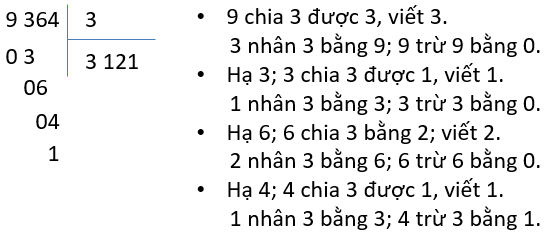 9 364 3
0 3 3 121
06
04
1
• 9 chia 3 được 3, viết 3.
3 nhân 3 bằng 9; 9 trừ 9 bằng 0.
• Hạ 3; 3 chia 3 được 1, viết 1.
1 nhân 3 bằng 3; 3 trừ 3 bằng 0.
• Hạ 6; 6 chia 3 bằng 2; viết 2.
2 nhân 3 bằng 6; 6 trừ 6 bằng 0.
• Hạ 4; 4 chia 3 được 1, viết 1.
1 nhân 3 bằng 3; 4 trừ 3 bằng 1.